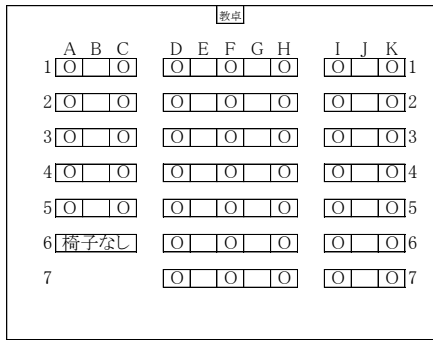 教卓
A B C D E F G H I J K
1 O O O O O O O 1
2 O O O O O O O 2
3 O O O O O O O 3
4 O O O O O O O 4
5 O O O O O O O 5
6 椅子なし O O O O O 6
7 O O O O O 7